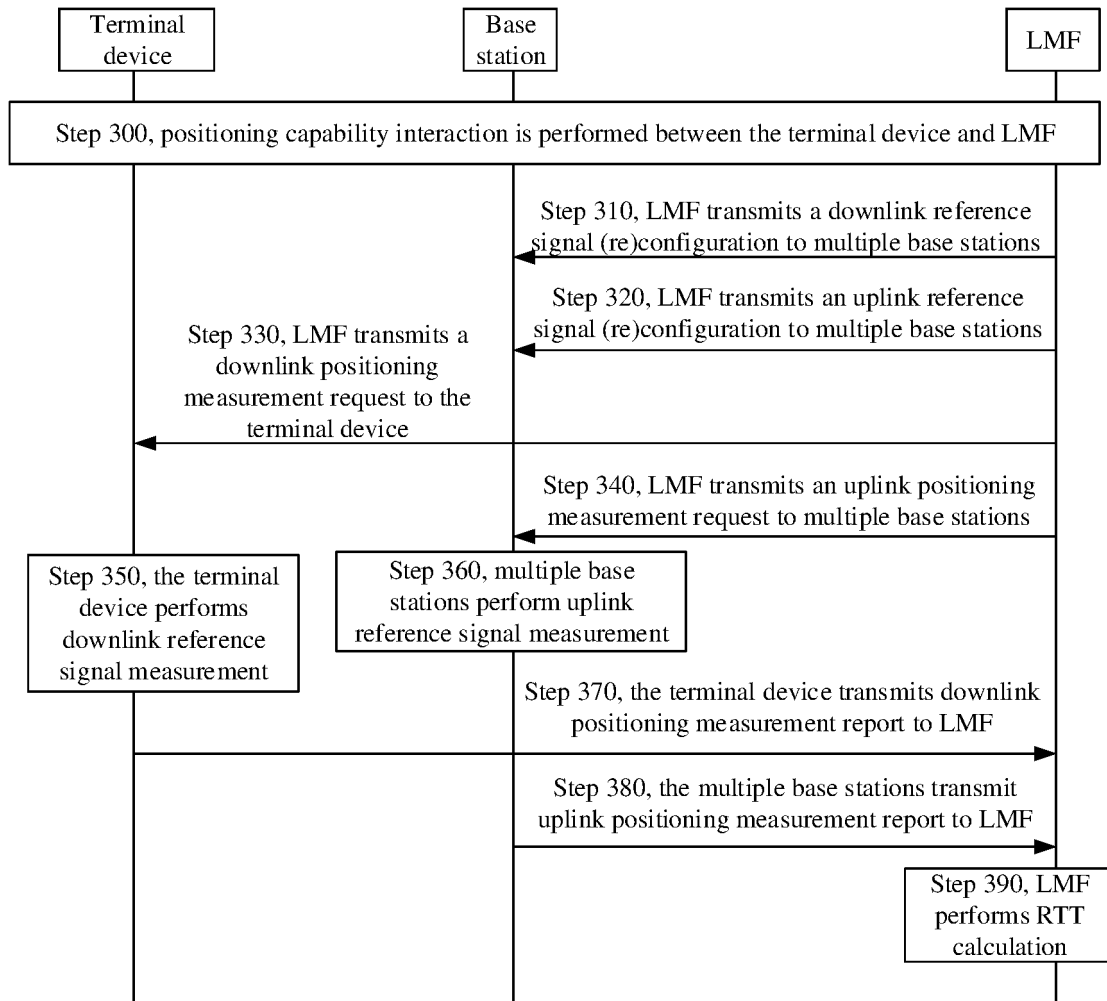 Terminal
device
Base
station
LMF
Step 300, positioning capability interaction is performed between the terminal device and LMF
Step 310, LMF transmits a downlink reference
signal (re)configuration to multiple base stations
Step 320, LMF transmits an uplink reference
signal (re)configuration to multiple base stations
Step 330, LMF transmits a
downlink positioning
measurement request to the
terminal device
Step 340, LMF transmits an uplink positioning
measurement request to multiple base stations
Step 350, the terminal
device performs
downlink reference
signal measurement
Step 360, multiple base
stations perform uplink
reference signal measurement
Step 370, the terminal device transmits downlink
positioning measurement report to LMF
Step 380, the multiple base stations transmit
uplink positioning measurement report to LMF
Step 390, LMF
performs RTT
calculation